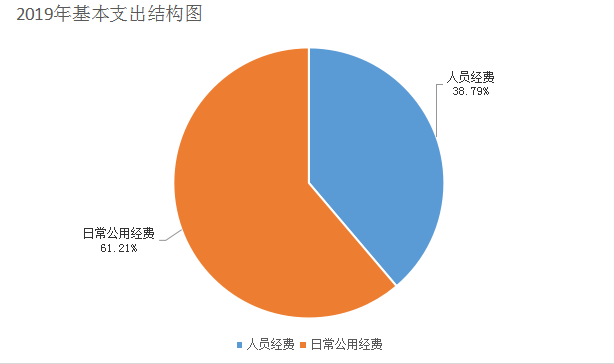 2019年基本支出结构图
人员经费
38.79%
日常公用经费
61.21%
人员经费 日常公用经费